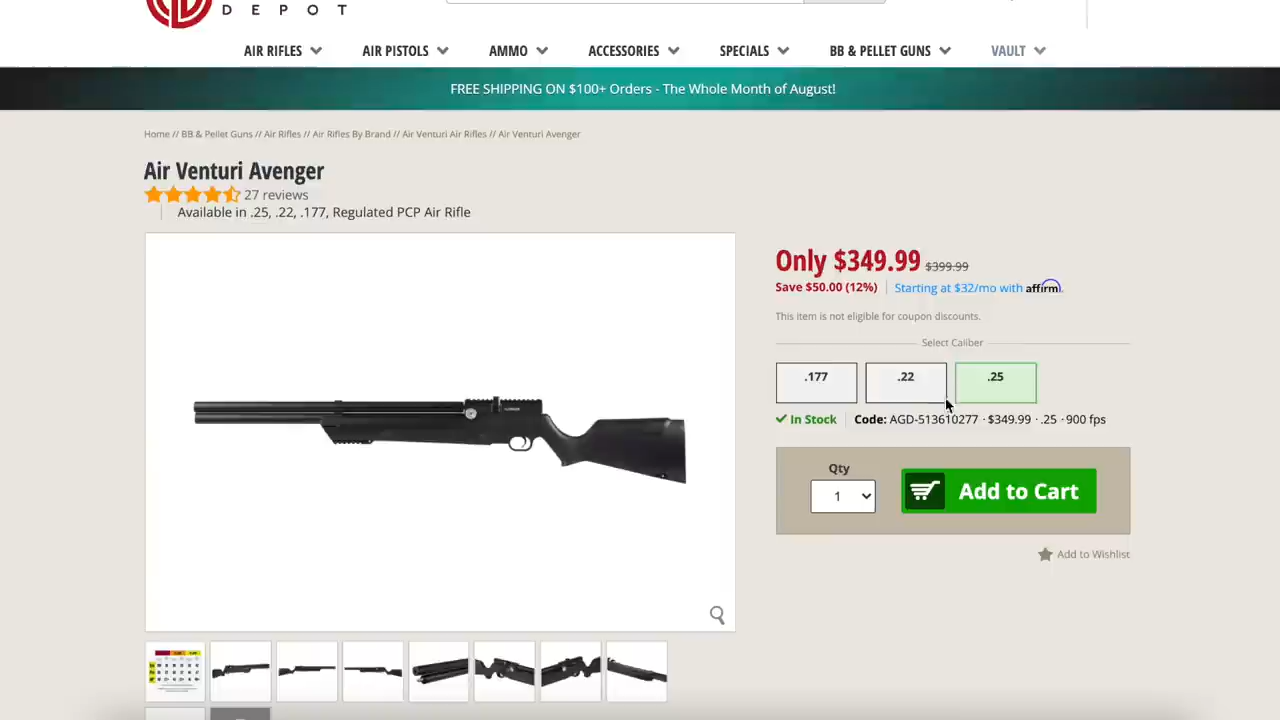 DEPOT
AIR RIFLES AIR PISTOLS AMMO ACCESSORIES SPECIALS BB & PELLET GUNS VAULT
FREE SHIPPING ON $100+ Orders - The Whole Month of August!
Home // BB & Pellet Guns // Air Rifles // Air Rifles By Brand // Air Venturi Air Rifles // Air Venturi Avenger
Air Venturi Avenger
27 reviews
Available in .25, .22, .177, Regulated PCP Air Rifle
Only $349.99 $399.99
Save $50.00 (12%) Starting at $32/mo with affirm.
This item is not eligible for coupon discounts.
Select Caliber
.177 .22 .25
In Stock Code: AGD-513610277 · $349.99 · .25 · 900 fps
Qty
1 Add to Cart
Add to Wishlist